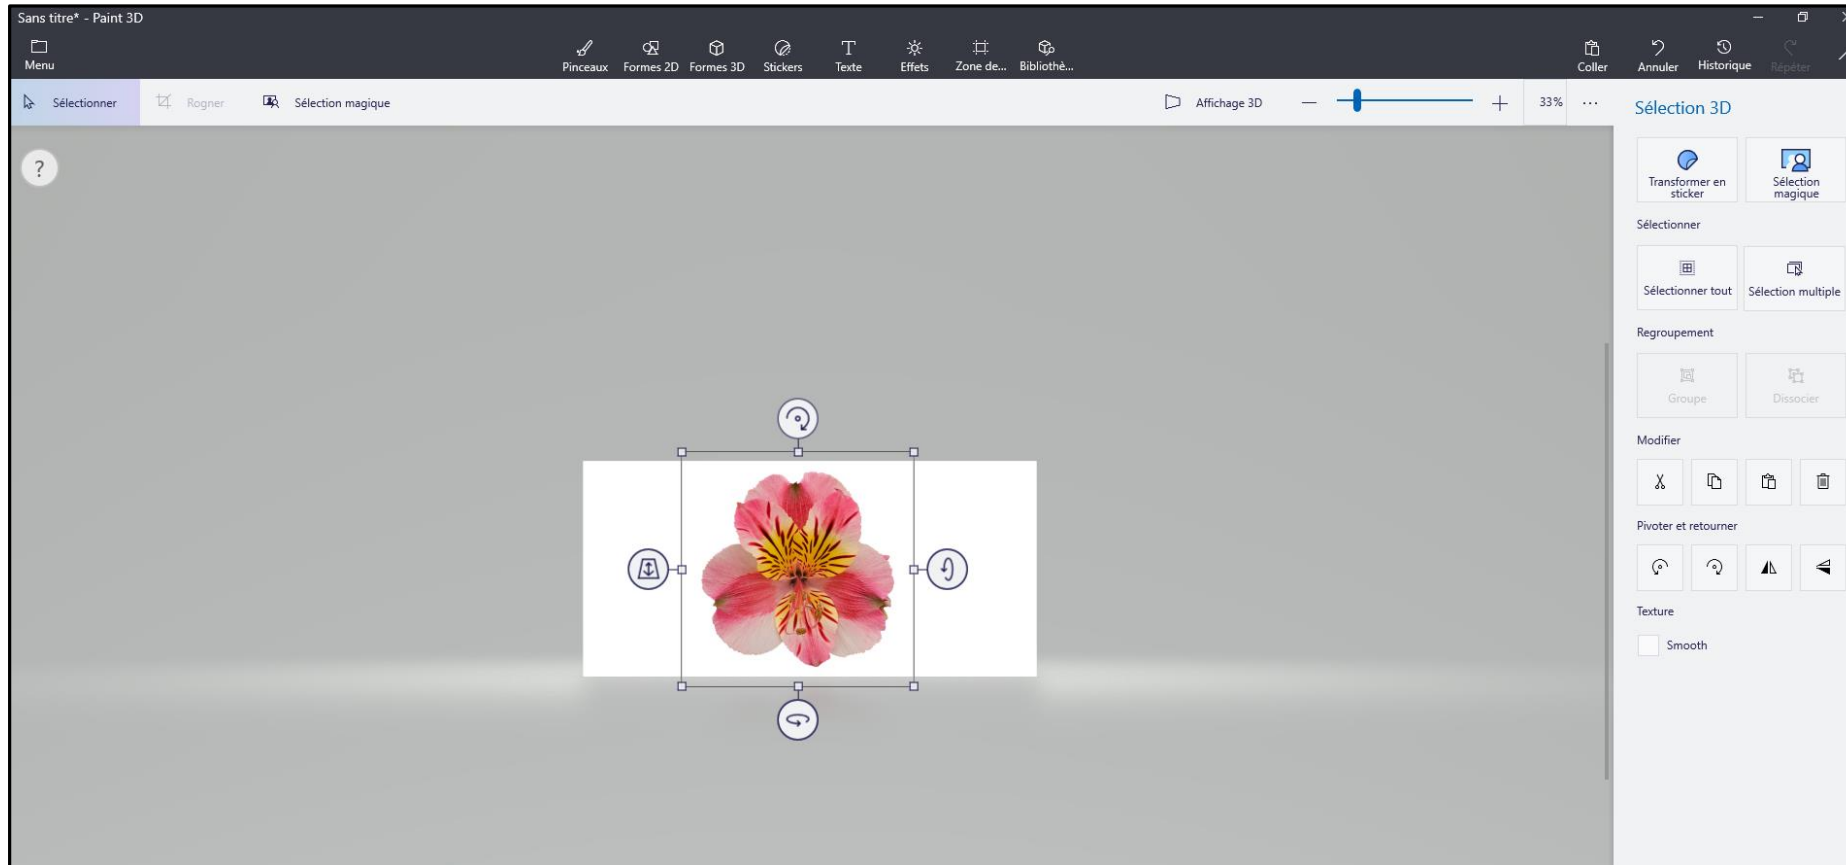 Sans titre* - Paint 3D
Menu
Pinceaux Formes 2D Formes 3D Stickers Texte Effets Zone de... Bibliothè...
Coller Annuler Historique Répéter
Sélectionner Rogner Sélection magique Affichage 3D 33% ...
Sélection 3D
?
Transformer en
sticker
Sélection
magique
Sélectionner
Sélectionner tout Sélection multiple
Regroupement
Groupe Dissocier
Modifier
Pivoter et retourner
Texture
Smooth